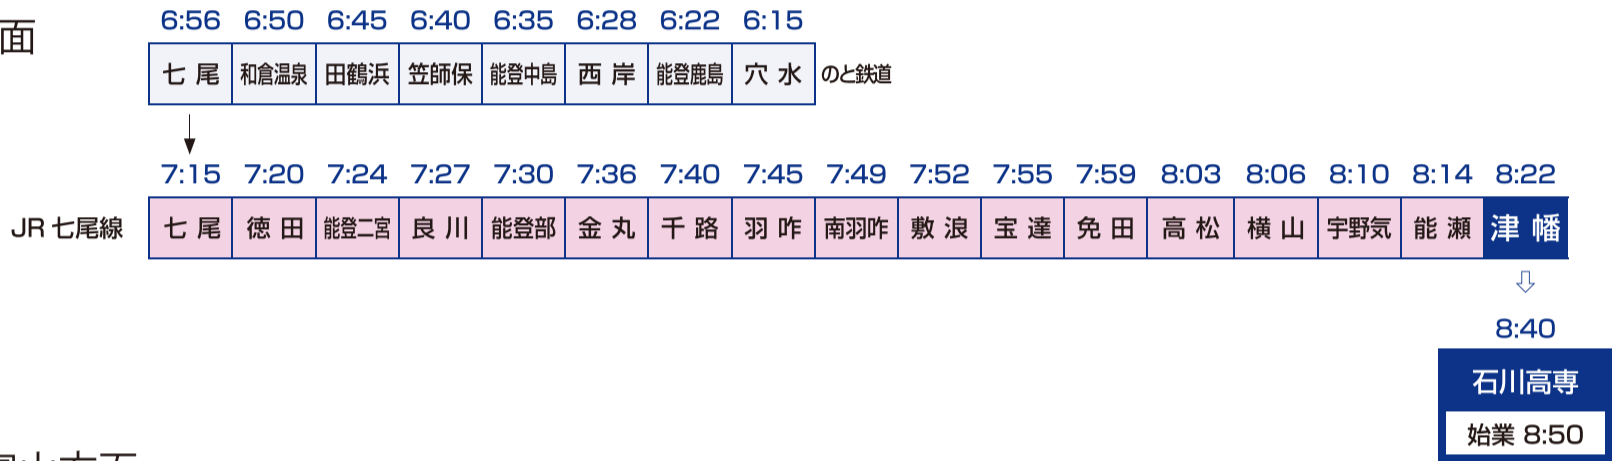 面
6:56 6:50 6:45 6:40 6:35 6:28 6:22 6:15
七尾 和倉温泉 田鶴浜 笠師保 能登中島 西岸 能登鹿島 穴水 のと鉄道
7:15 7:20 7:24 7:27 7:30 7:36 7:40 7:45 7:49 7:52 7:55 7:59 8:03 8:06 8:10 8:14 8:22
JR 七尾線 七尾 徳田 能登二宮 良川 能登部 金丸 千路 羽咋 南羽咋 敷浪 宝達 免田 高松 横山 宇野気 能瀬 津幡
8:40
石川高専
始業 8:50